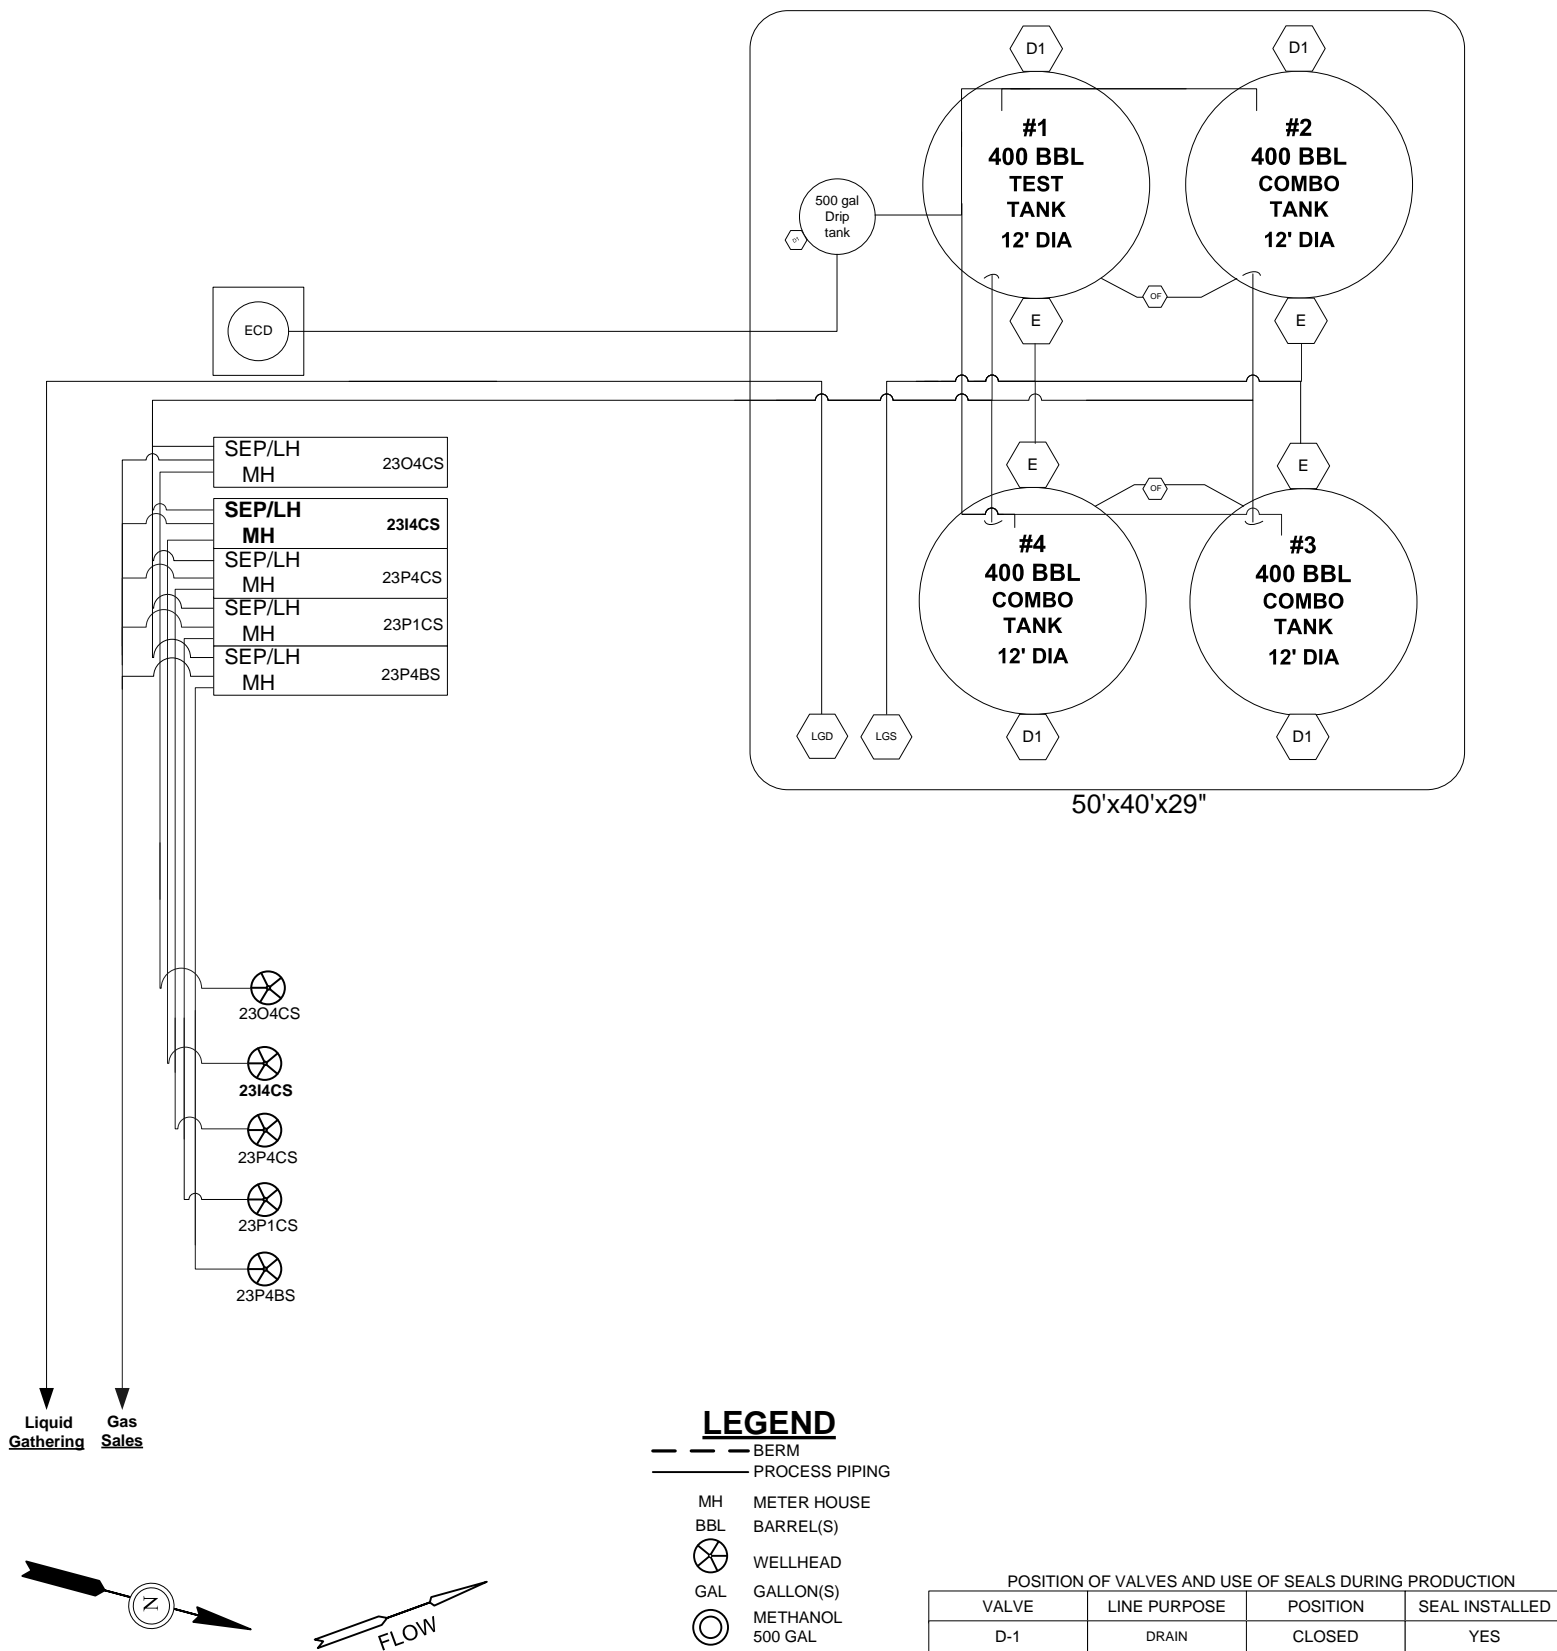 D1
D1
#1
400 BBL
TEST
TANK
12' DIA
#2
400 BBL
COMBO
TANK
12' DIA
500 gal
Drip
tank
D1
OF
ECD
E
E
SEP/LH
MH
23O4CS
SEP/LH
MH
23I4CS
SEP/LH
MH
23P4CS
SEP/LH
MH
23P1CS
SEP/LH
MH
23P4BS
E
E
OF
#4
400 BBL
COMBO
TANK
12' DIA
#3
400 BBL
COMBO
TANK
12' DIA
LGD
LGS
D1
D1
50'x40'x29"
23O4CS
23I4CS
23P4CS
23P1CS
23P4BS
Liquid
Gathering
Gas
Sales
LEGEND
BERM
PROCESS PIPING
MH METER HOUSE
BBL BARREL(S)
WELLHEAD
GAL GALLON(S)
METHANOL
500 GAL
N
FLOW
POSITION OF VALVES AND USE OF SEALS DURING PRODUCTION
VALVE LINE PURPOSE POSITION SEAL INSTALLED
D-1 DRAIN CLOSED YES